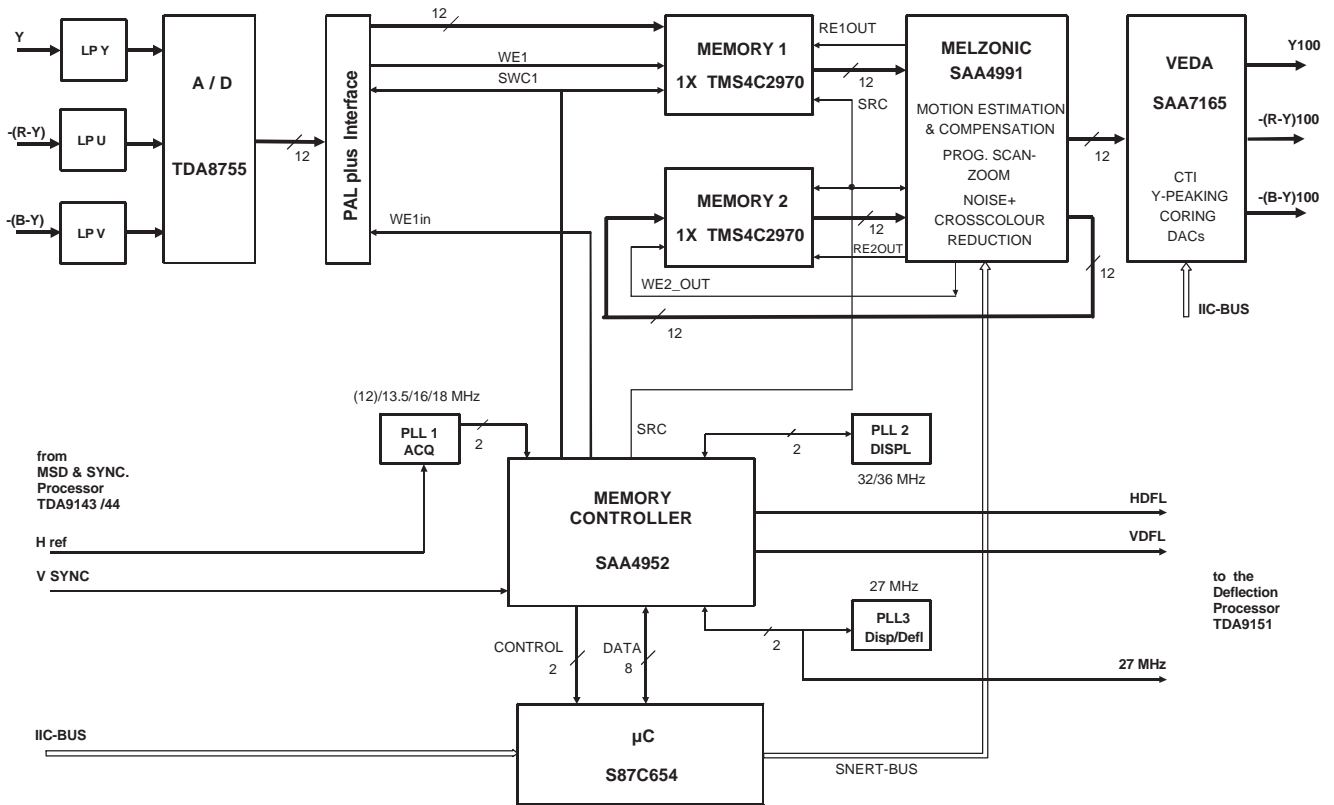 Y
LP Y
-(R-Y)
LP U
-(B-Y)
LP V
A / D
TDA8755
12
PAL plus Interface
12
WE1
SWC1
WE1in
MEMORY 1
1X TMS4C2970
RE1OUT
12
SRC
MEMORY 2
1X TMS4C2970
12
RE2OUT
WE2_OUT
12
MELZONIC
SAA4991
MOTION ESTIMATION
& COMPENSATION
PROG. SCAN-
ZOOM
NOISE+
CROSSCOLOUR
REDUCTION
12
12
VEDA
SAA7165
CTI
Y-PEAKING
CORING
DACs
Y100
-(R-Y)100
-(B-Y)100
IIC-BUS
(12)/13.5/16/18 MHz
PLL 1
ACQ
2
SRC
2
PLL 2
DISPL
32/36 MHz
from
MSD & SYNC.
Processor
TDA9143 /44
H ref
V SYNC
MEMORY
CONTROLLER
SAA4952
HDFL
VDFL
27 MHz
PLL3
Disp/Defl
2
to the
Deflection
Processor
TDA9151
27 MHz
CONTROL
2
DATA
8
IIC-BUS
µC
S87C654
SNERT-BUS